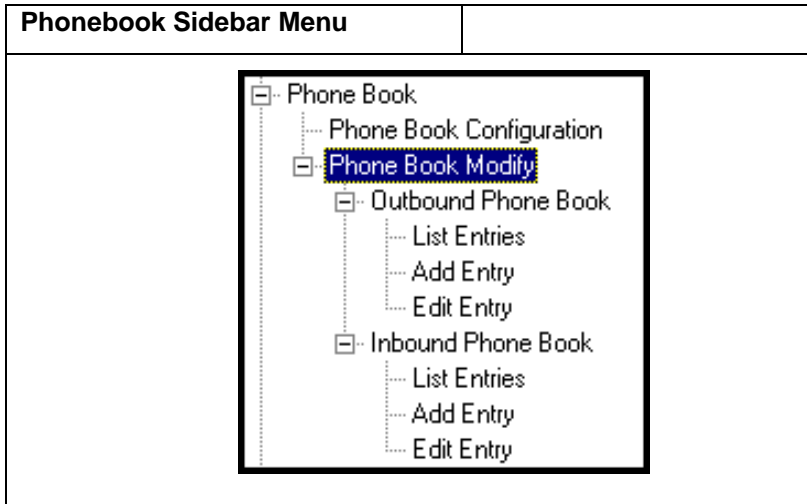 Phonebook Sidebar Menu
Phone Book
Phone Book Configuration
Phone Book Modify
Outbound Phone Book
List Entries
Add Entry
Edit Entry
Inbound Phone Book
List Entries
Add Entry
Edit Entry